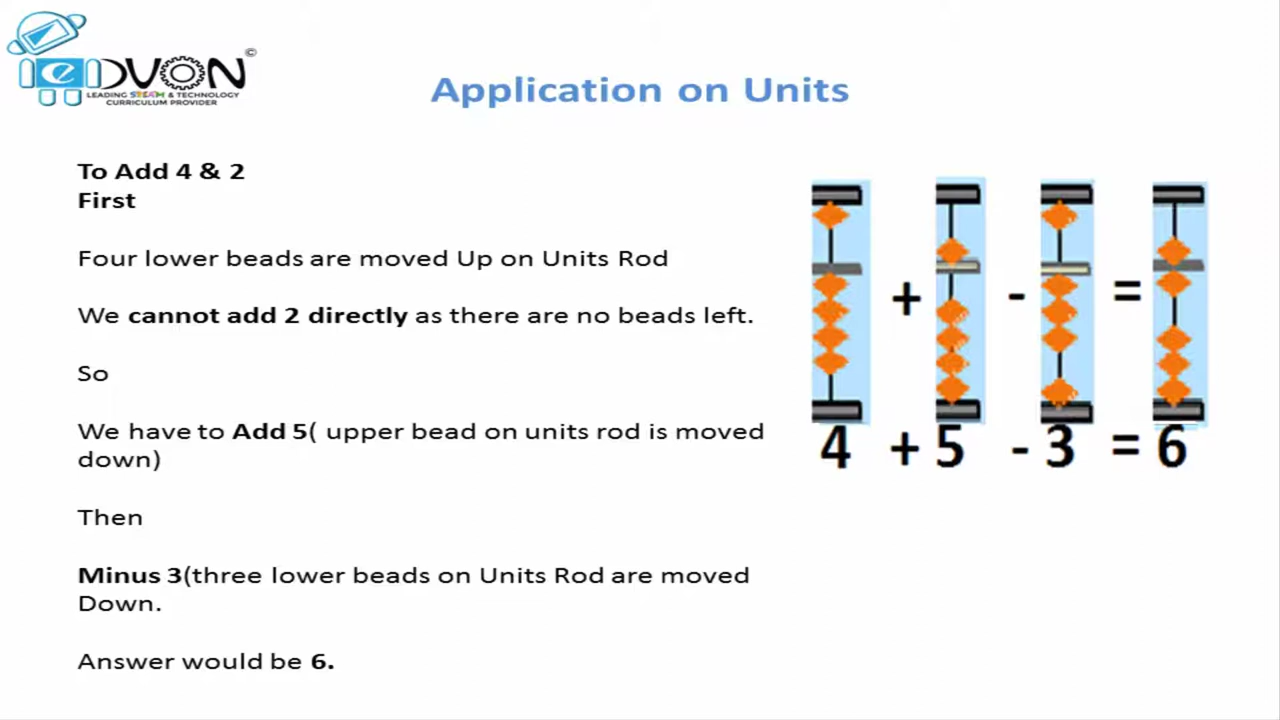 eDVON©
LEADING STEAM & TECHNOLOGY
CURRICULUM PROVIDER
Application on Units
To Add 4 & 2
First
Four lower beads are moved Up on Units Rod
We cannot add 2 directly as there are no beads left.
So
We have to Add 5( upper bead on units rod is moved
down)
Then
Minus 3(three lower beads on Units Rod are moved
Down.
Answer would be 6.
+ - =
4 + 5 - 3 = 6